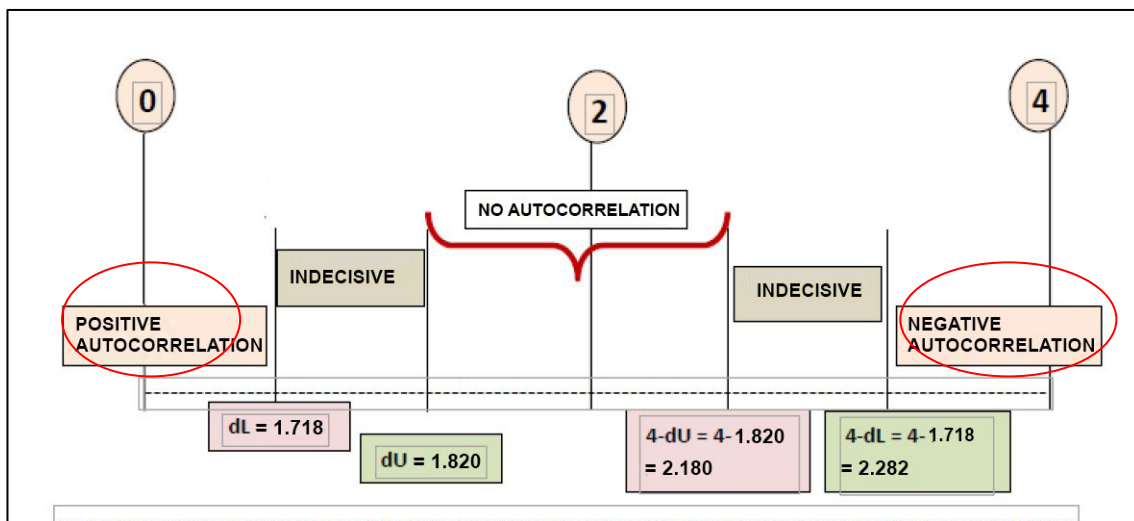 0
2
4
NO AUTOCORRELATION
INDECISIVE
INDECISIVE
POSITIVE
AUTOCORRELATION
NEGATIVE
AUTOCORRELATION
dL = 1.718
dU = 1.820
4-dU = 4- 1.820
= 2.180
4-dL = 4- 1.718
= 2.282